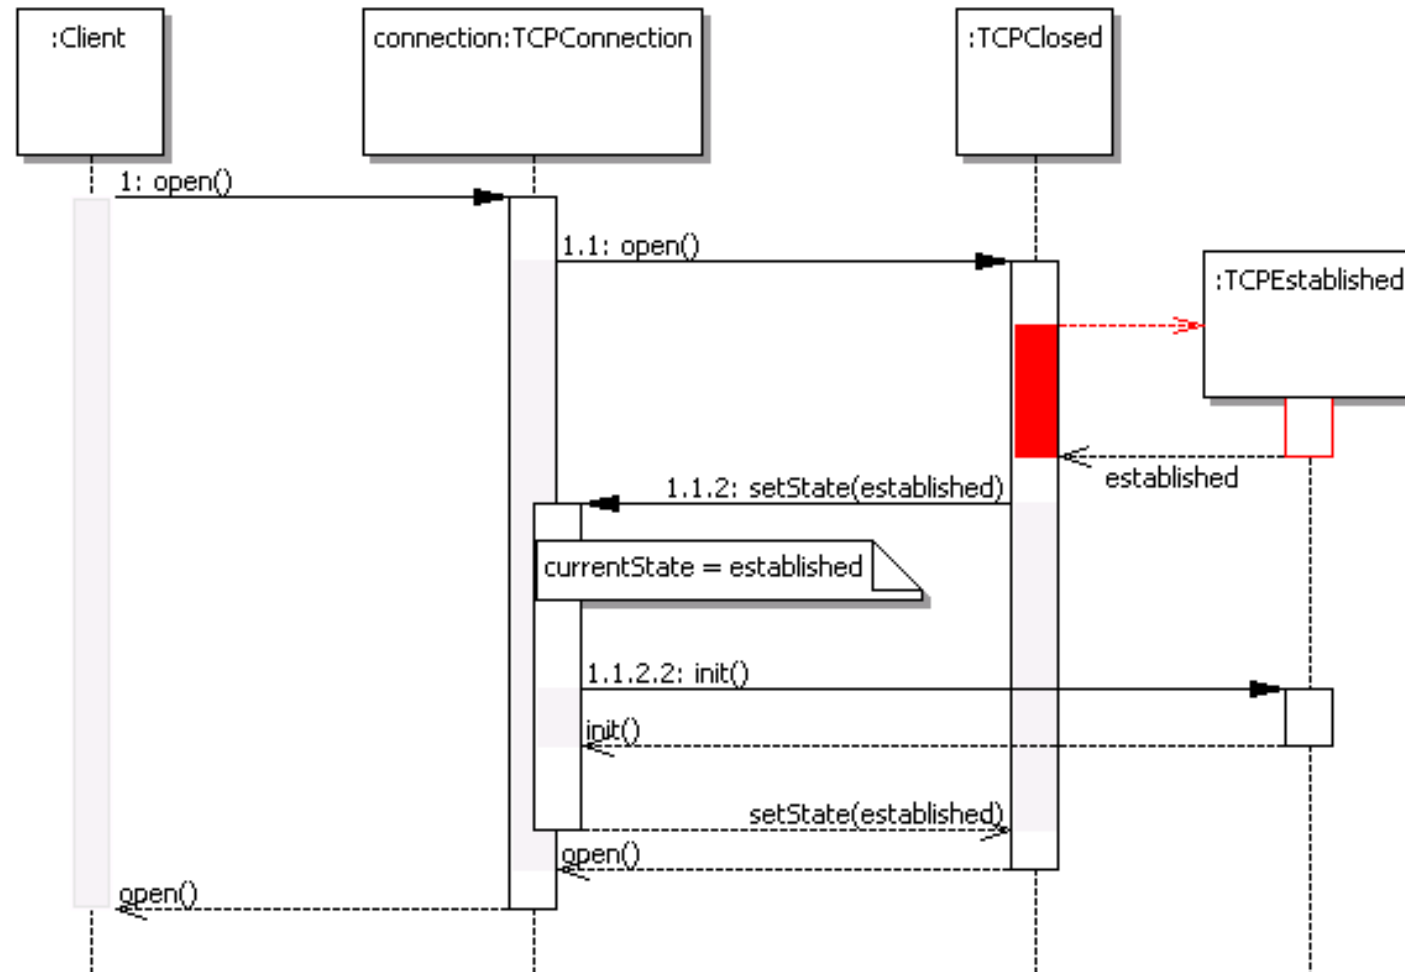 :Client
connection:TCPConnection
:TCPClosed
1: open()
1.1: open()
:TCPEstablished
established
1.1.2: setState(established)
currentState = established
1.1.2.2: init()
init()
setState(established)
open()
open()